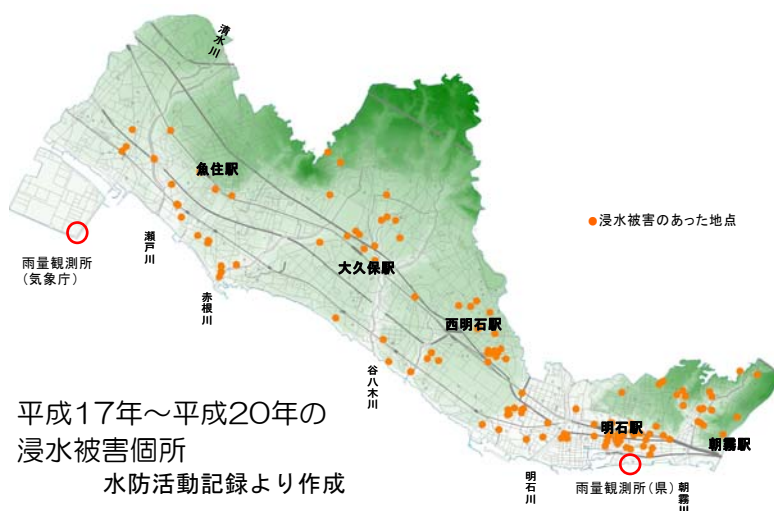 清水川
魚住駅
●浸水被害のあった地点
雨量観測所
(気象庁)
瀬戸川
大久保駅
赤根川
西明石駅
谷八木川
平成17年～平成20年の
浸水被害個所
水防活動記録より作成
明石駅
朝霧駅
明石川
雨量観測所(県)
朝霧川